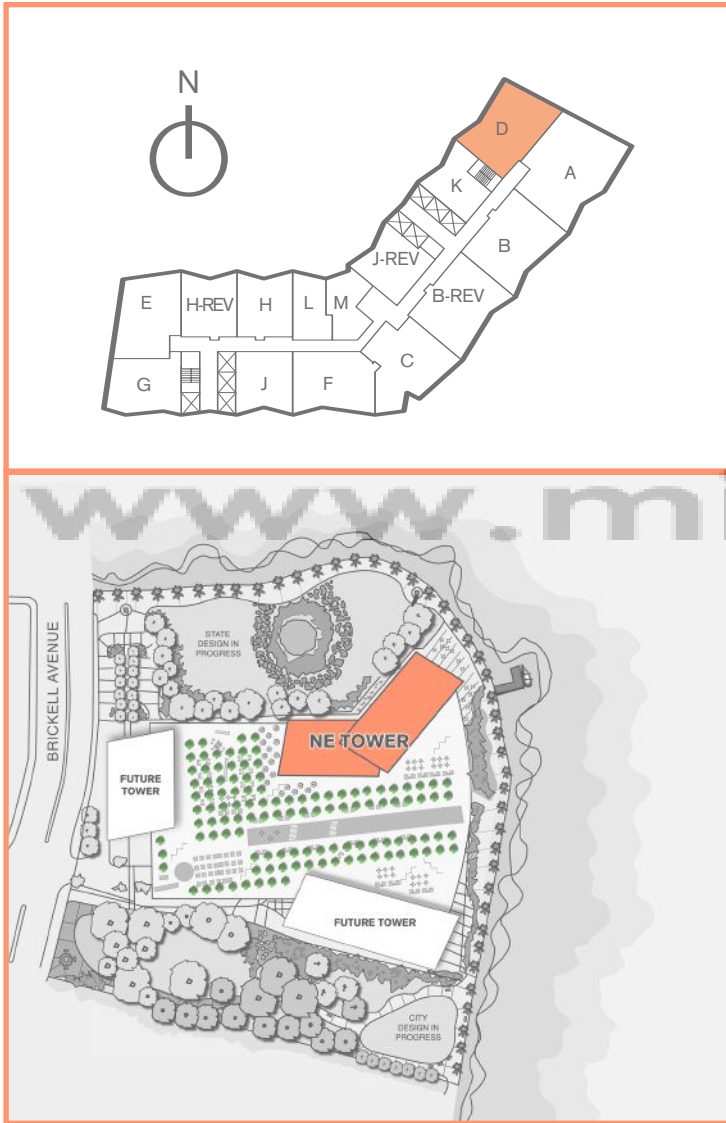 N
D
A
K
B
J-REV
B-REV
E
H-REV
H
L
M
C
G
J
F
www.m
BRICKELL AVENUE
STATE
DESIGN IN
PROGRESS
NE TOWER
FUTURE
TOWER
FUTURE TOWER
CITY
DESIGN IN
PROGRESS